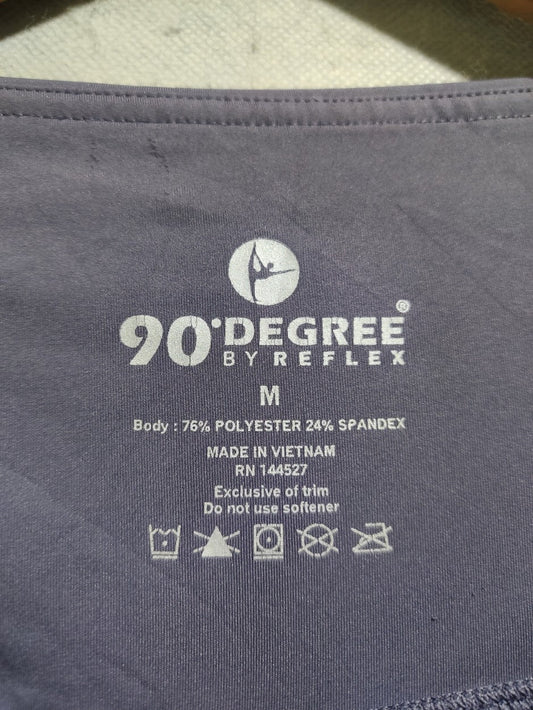 90°DEGREE®
BY REFLEX
M
Body : 76% POLYESTER 24% SPANDEX
MADE IN VIETNAM
RN 144527
Exclusive of trim
Do not use softener